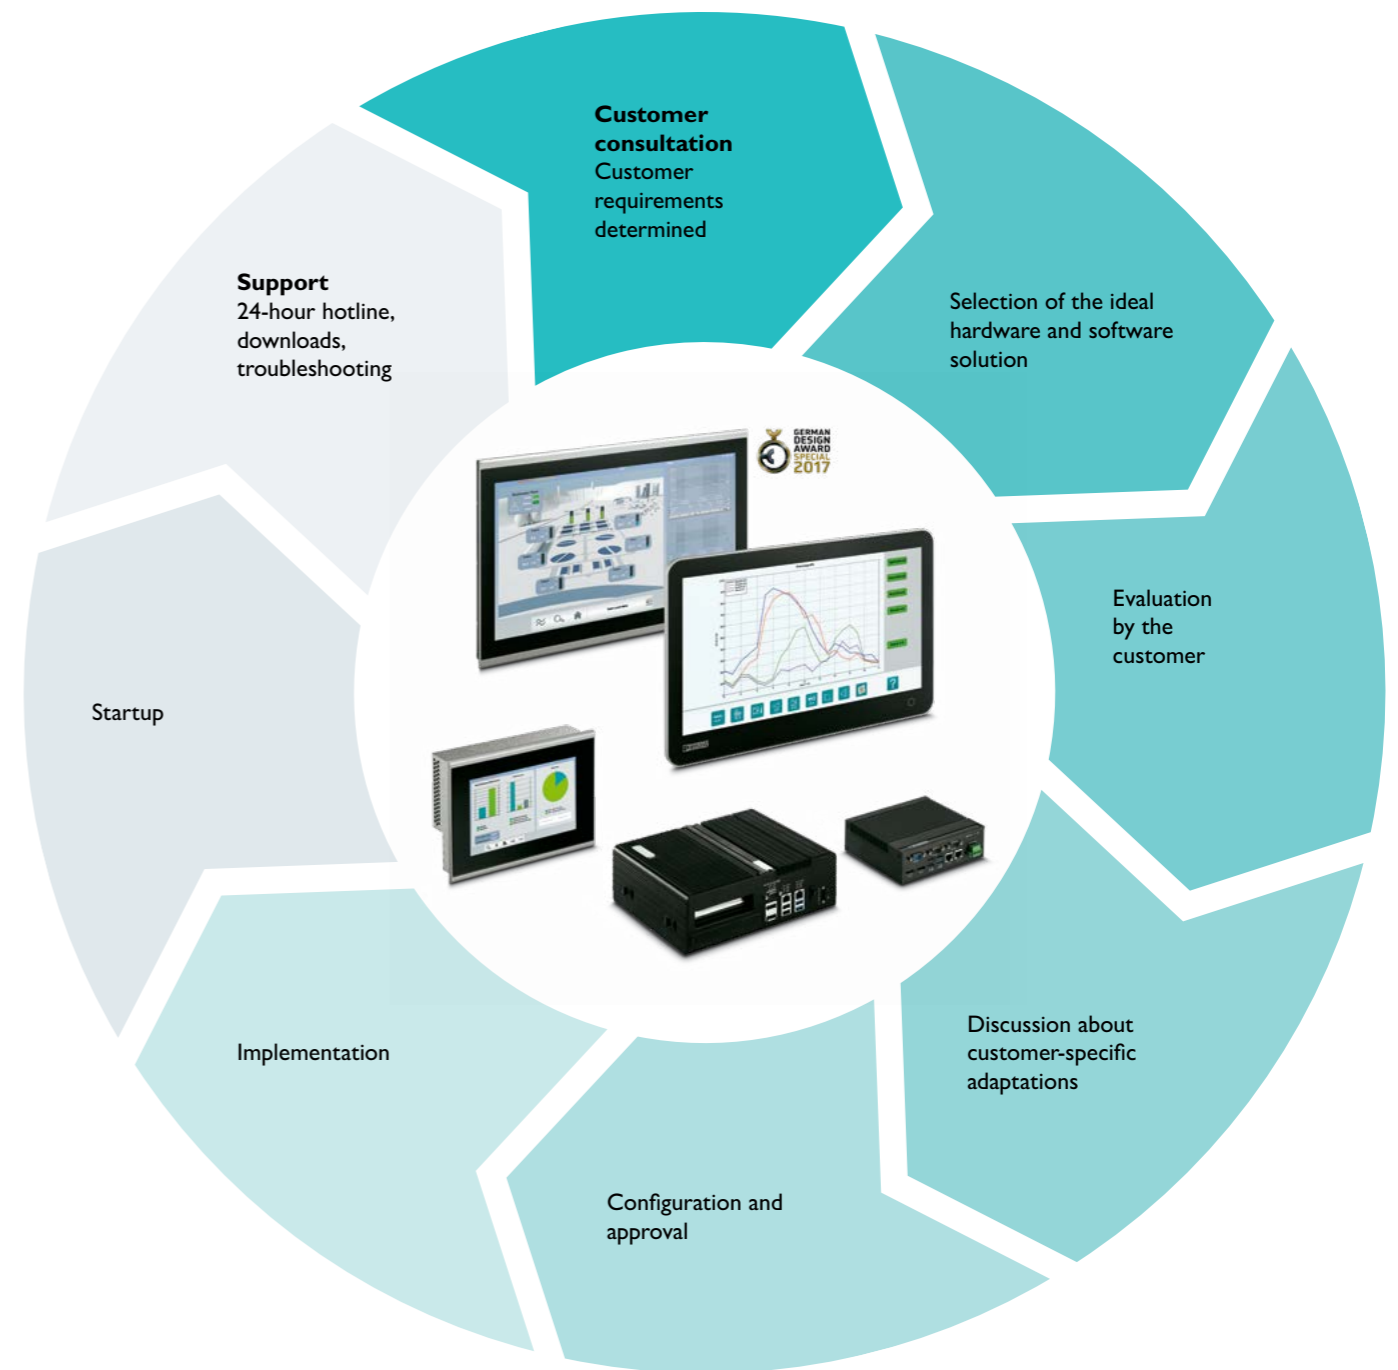 Customer
consultation
Customer
requirements
determined
Selection of the ideal
hardware and software
solution
Evaluation
by the
customer
Discussion about
customer-specific
adaptations
Configuration and
approval
Implementation
Startup
Support
24-hour hotline,
downloads,
troubleshooting
GERMAN
DESIGN
AWARD
SPECIAL
2017